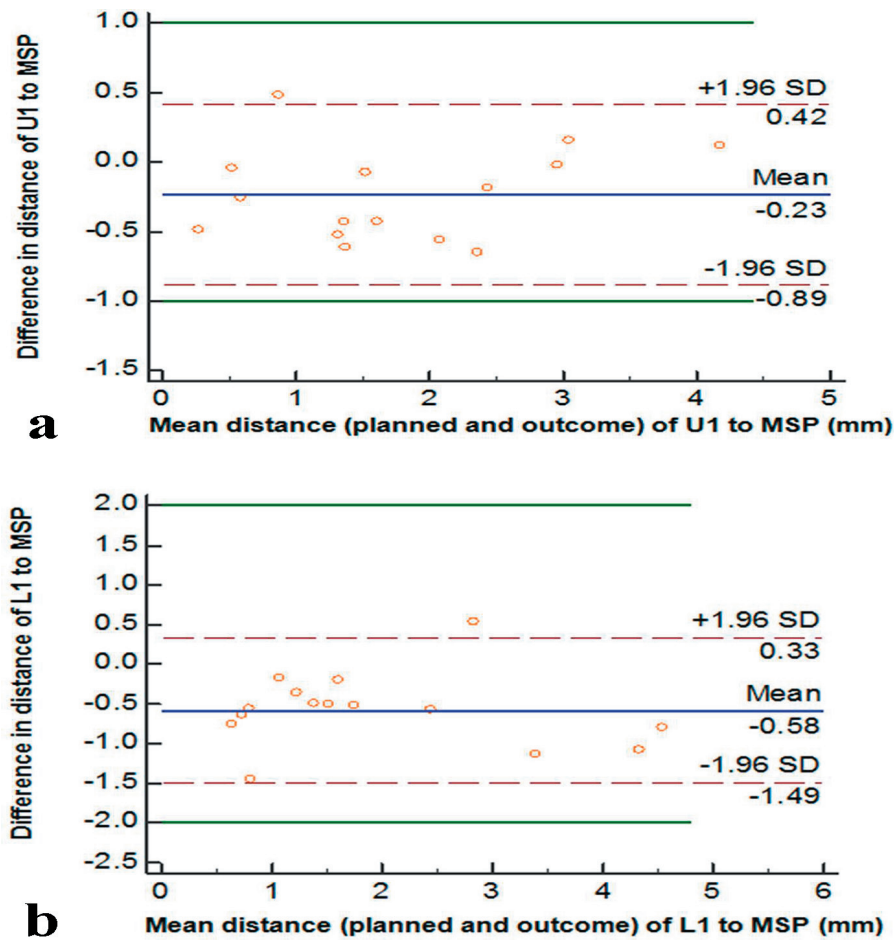 1.0
0.5
0.0
-0.5
-1.0
-1.5
Difference in distance of U1 to MSP
+1.96 SD
0.42
Mean
-0.23
-1.96 SD
-0.89
0 1 2 3 4 5
Mean distance (planned and outcome) of U1 to MSP (mm)
a
2.0
1.5
1.0
0.5
0.0
-0.5
-1.0
-1.5
-2.0
-2.5
Difference in distance of L1 to MSP
+1.96 SD
0.33
Mean
-0.58
-1.96 SD
-1.49
0 1 2 3 4 5 6
Mean distance (planned and outcome) of L1 to MSP (mm)
b